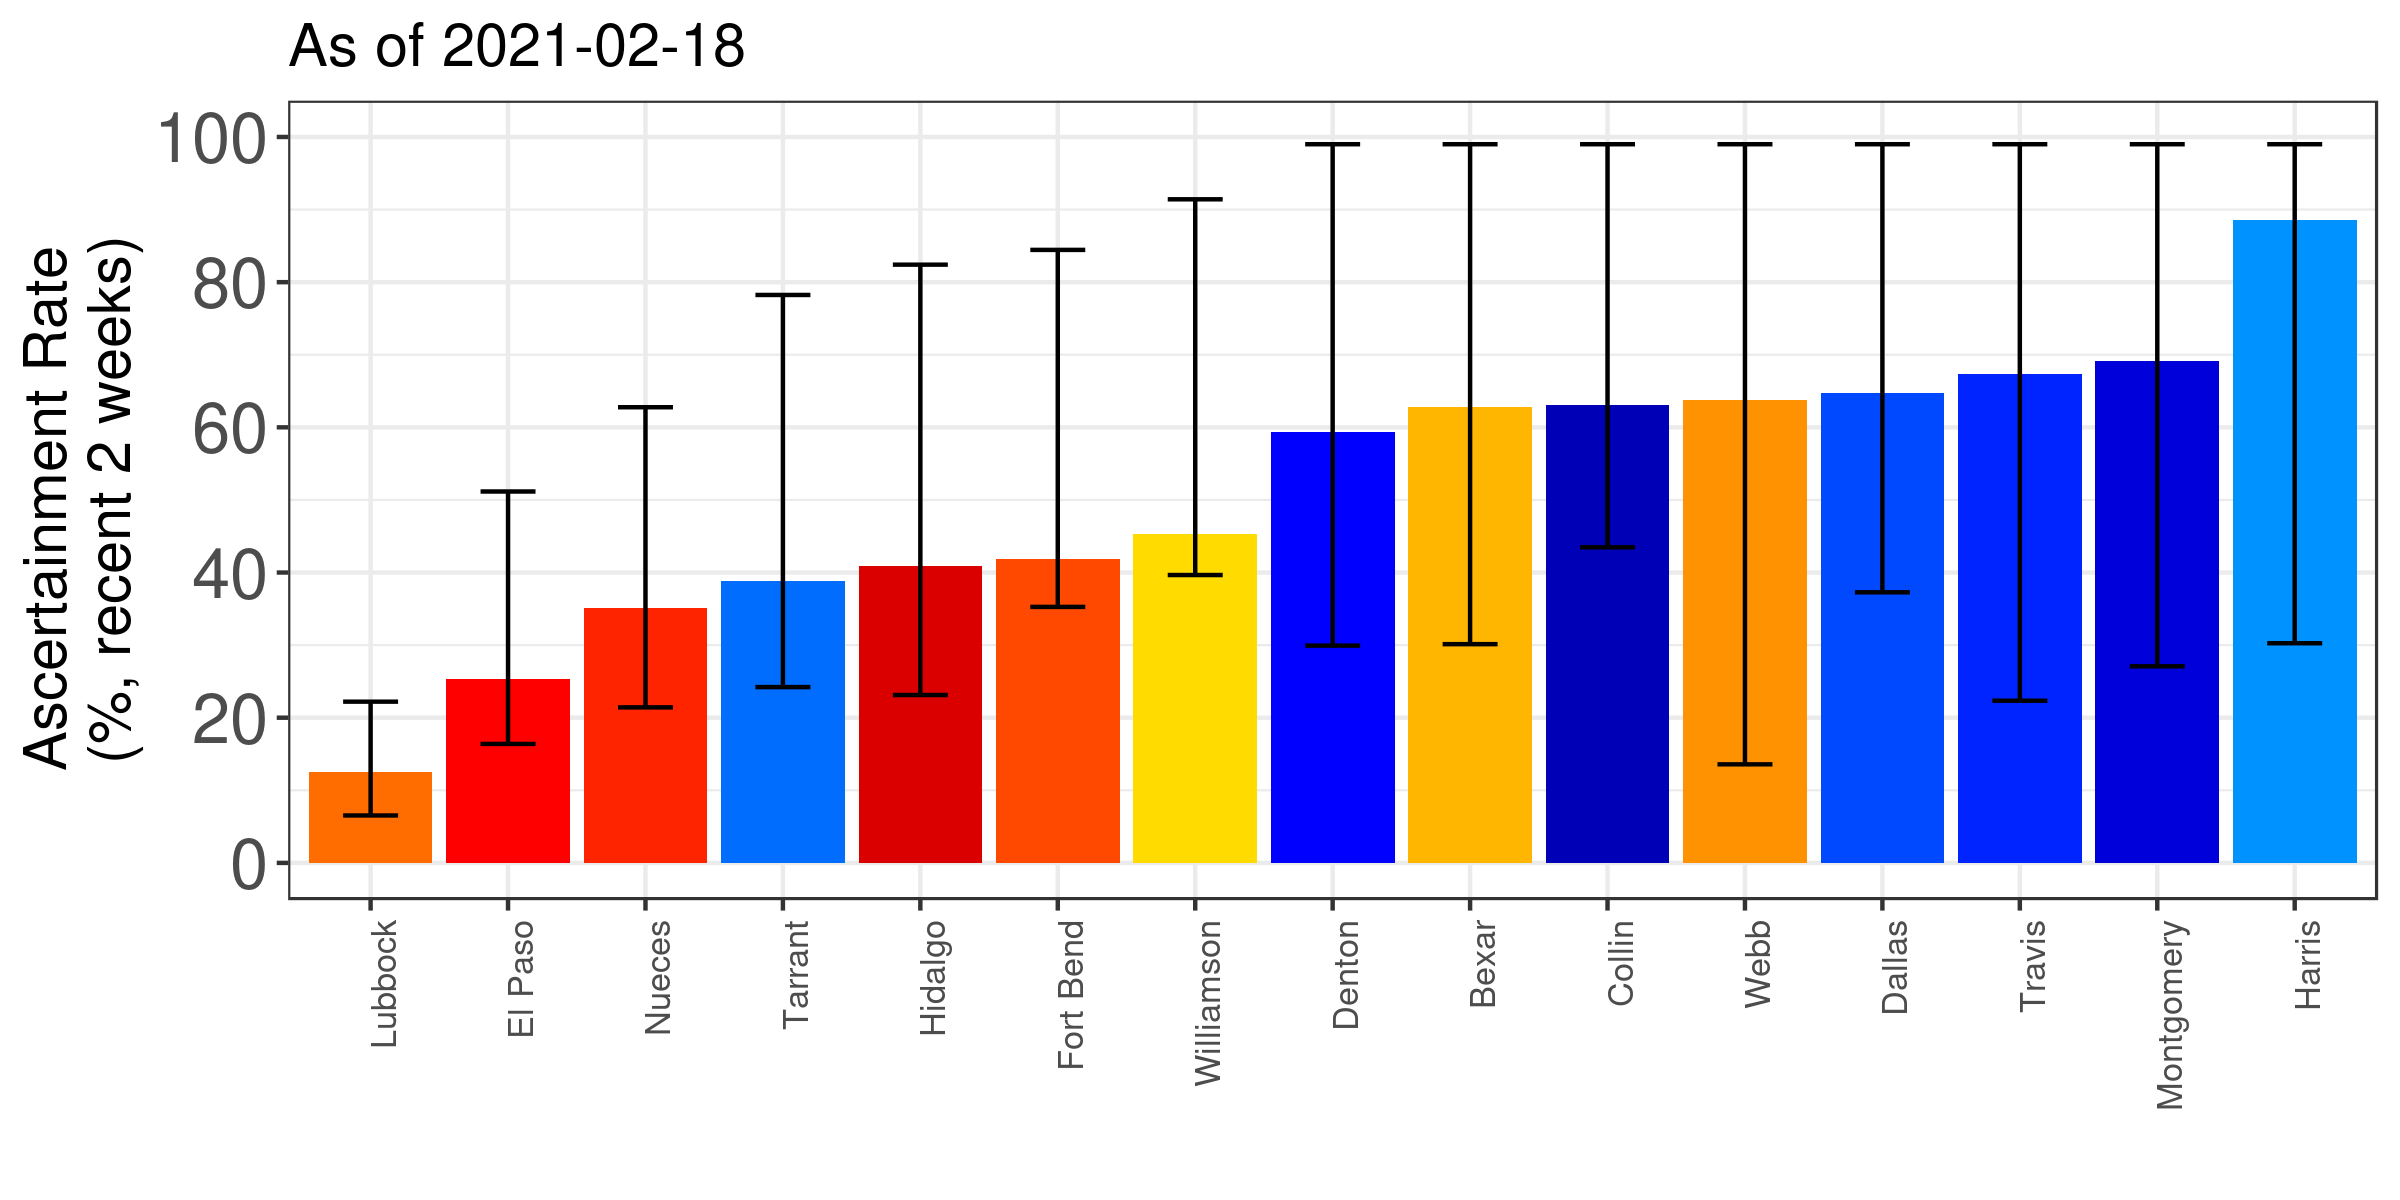 As of 2021-02-18
Ascertainment Rate
(%, recent 2 weeks)
100
80
60
40
20
0
Lubbock
El Paso
Nueces
Tarrant
Hidalgo
Fort Bend
Williamson
Denton
Bexar
Collin
Webb
Dallas
Travis
Montgomery
Harris